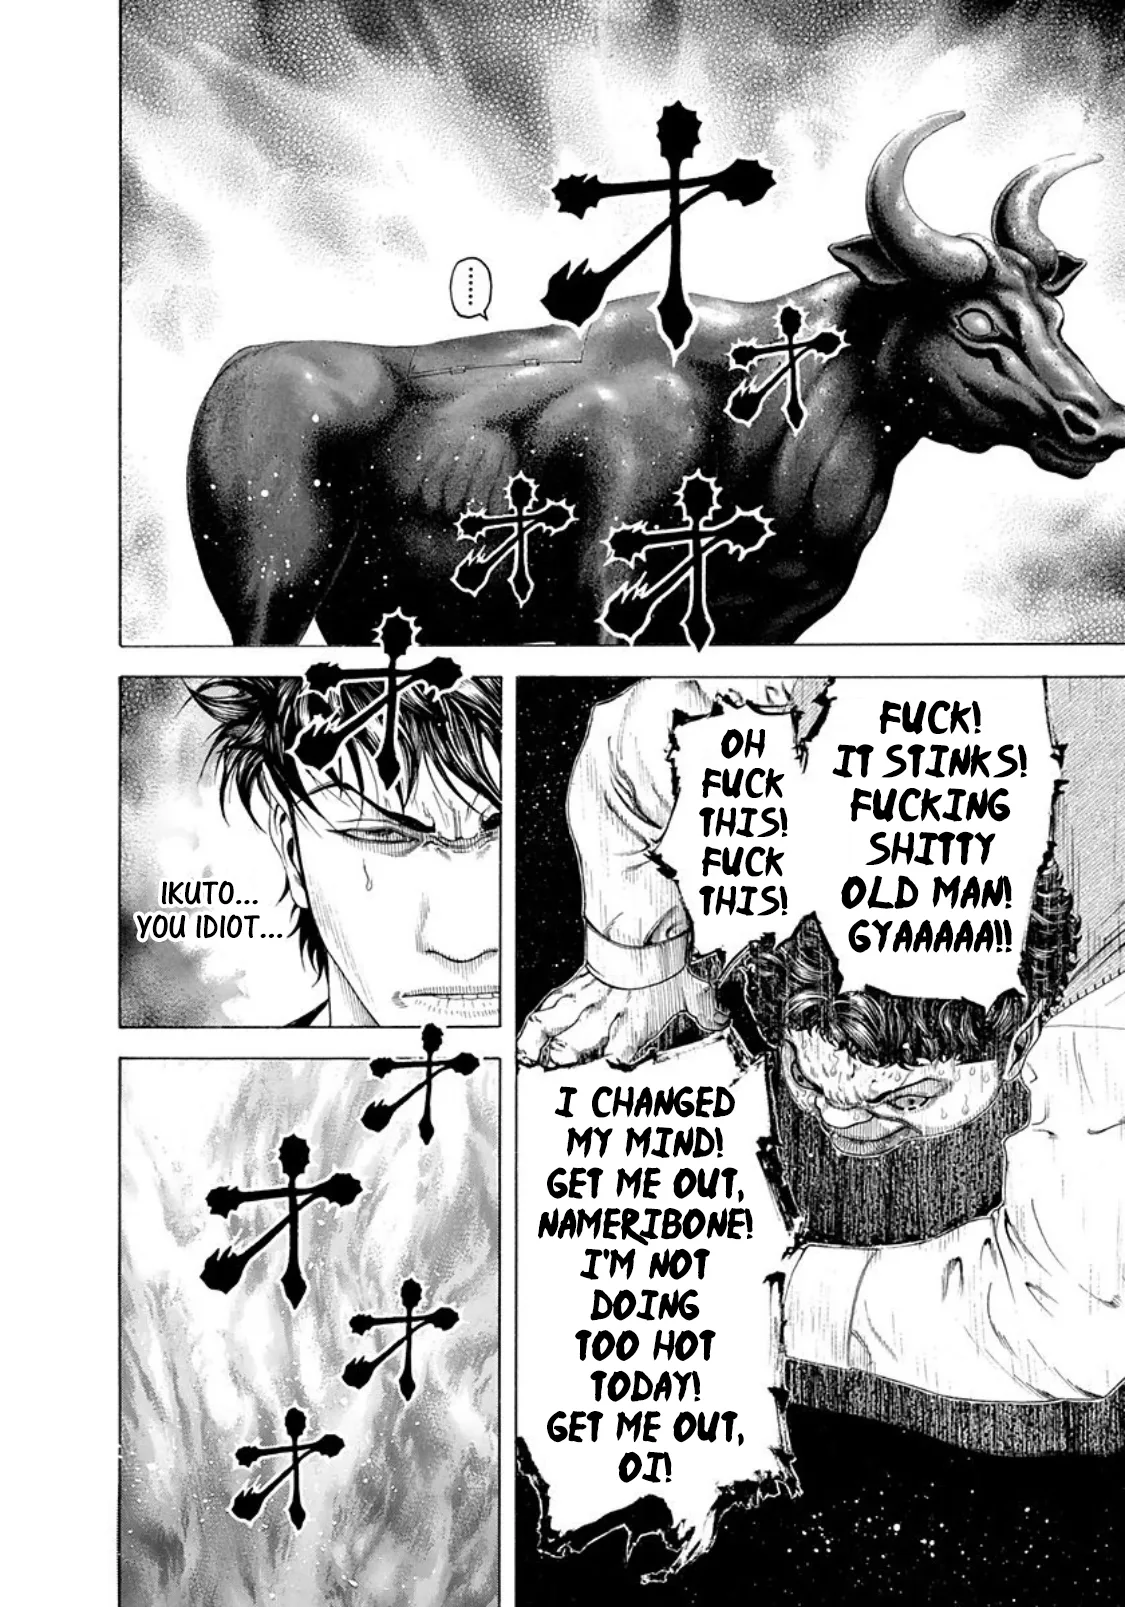 ……
オ
オ
オ
オ
FUCK!
IT STINKS!
FUCKING
SHITTY
OLD MAN!
GYAAAAA!!
OH
FUCK
THIS!
FUCK
THIS!
I CHANGED
MY MIND!
GET ME OUT,
NAMERIBONE!
I'M NOT
DOING
TOO HOT
TODAY!
GET ME OUT,
OI!
オ
IKUTO...
YOU IDIOT...
オ
オ
オ
オ